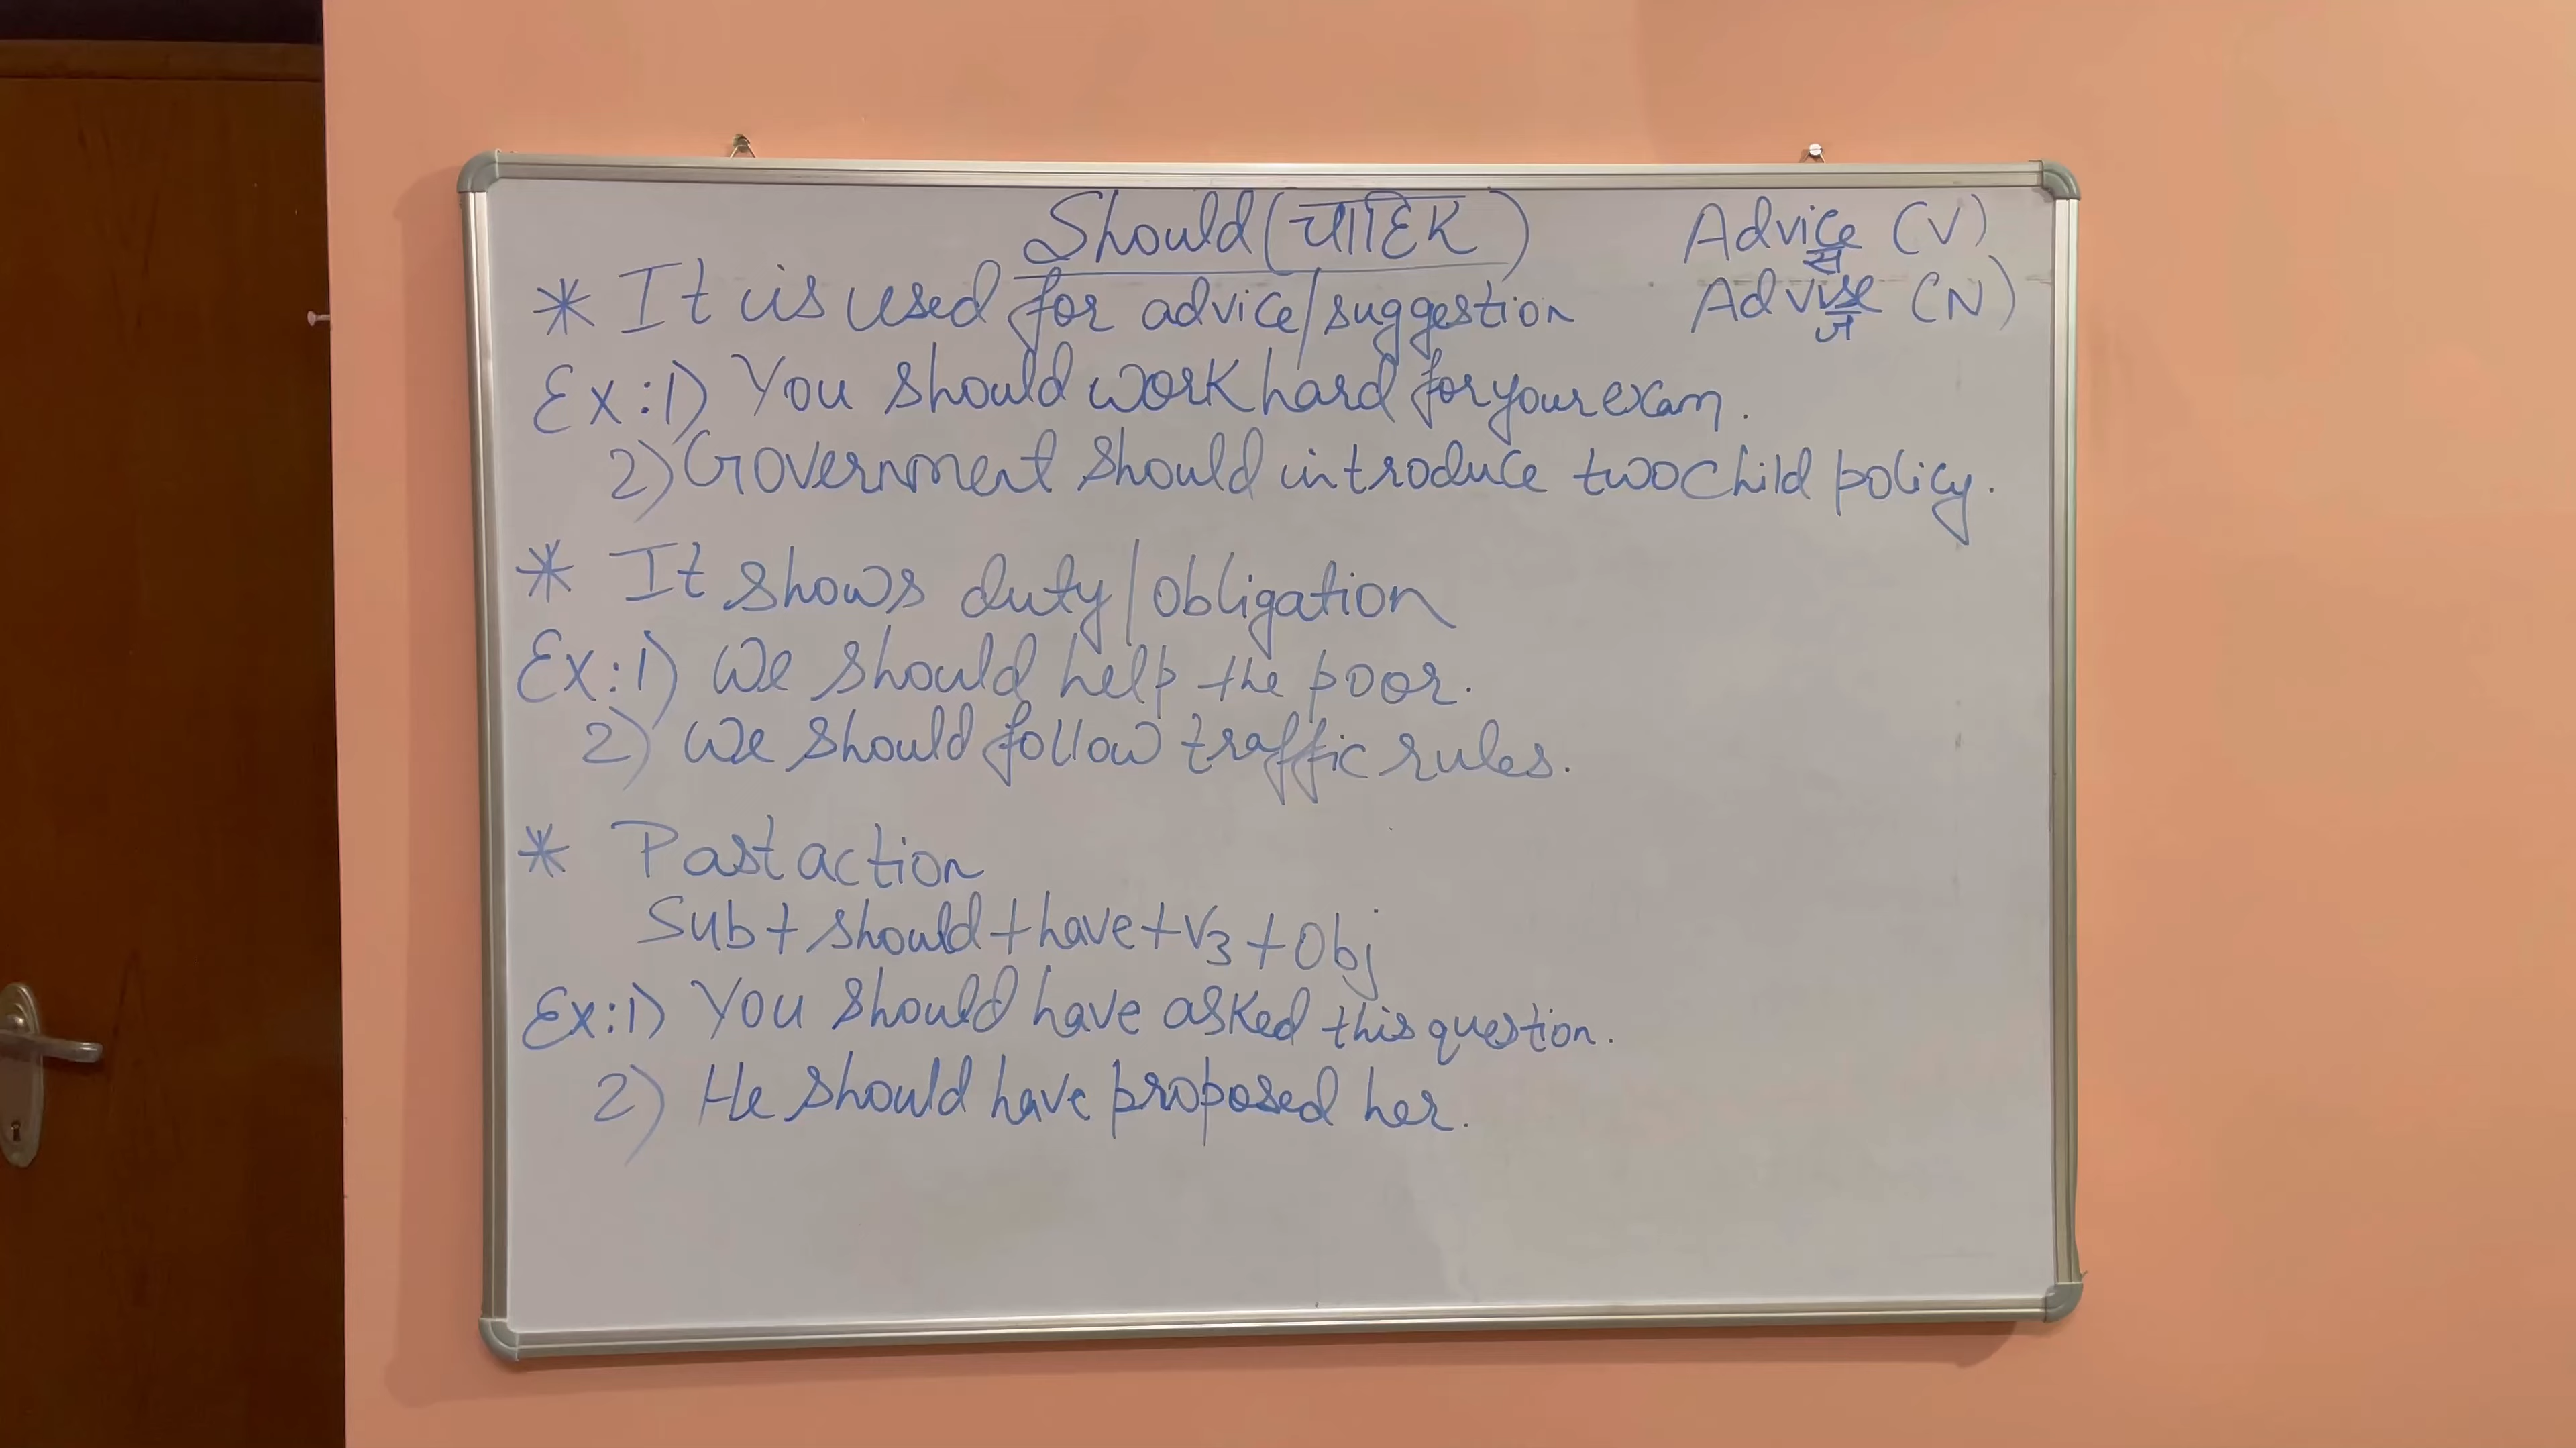 Should (चाहिए)
Advice (V)
स
* It is used for advice/suggestion
Advise (N)
ज
Ex:1) You should work hard for your exam.
2) Government should introduce two child policy.
* It shows duty/obligation
Ex:1) We should help the poor.
2) We should follow traffic rules.
* Past action
Sub + should + have + V3 + Obj
Ex:1) You should have asked this question.
2) He should have proposed her.